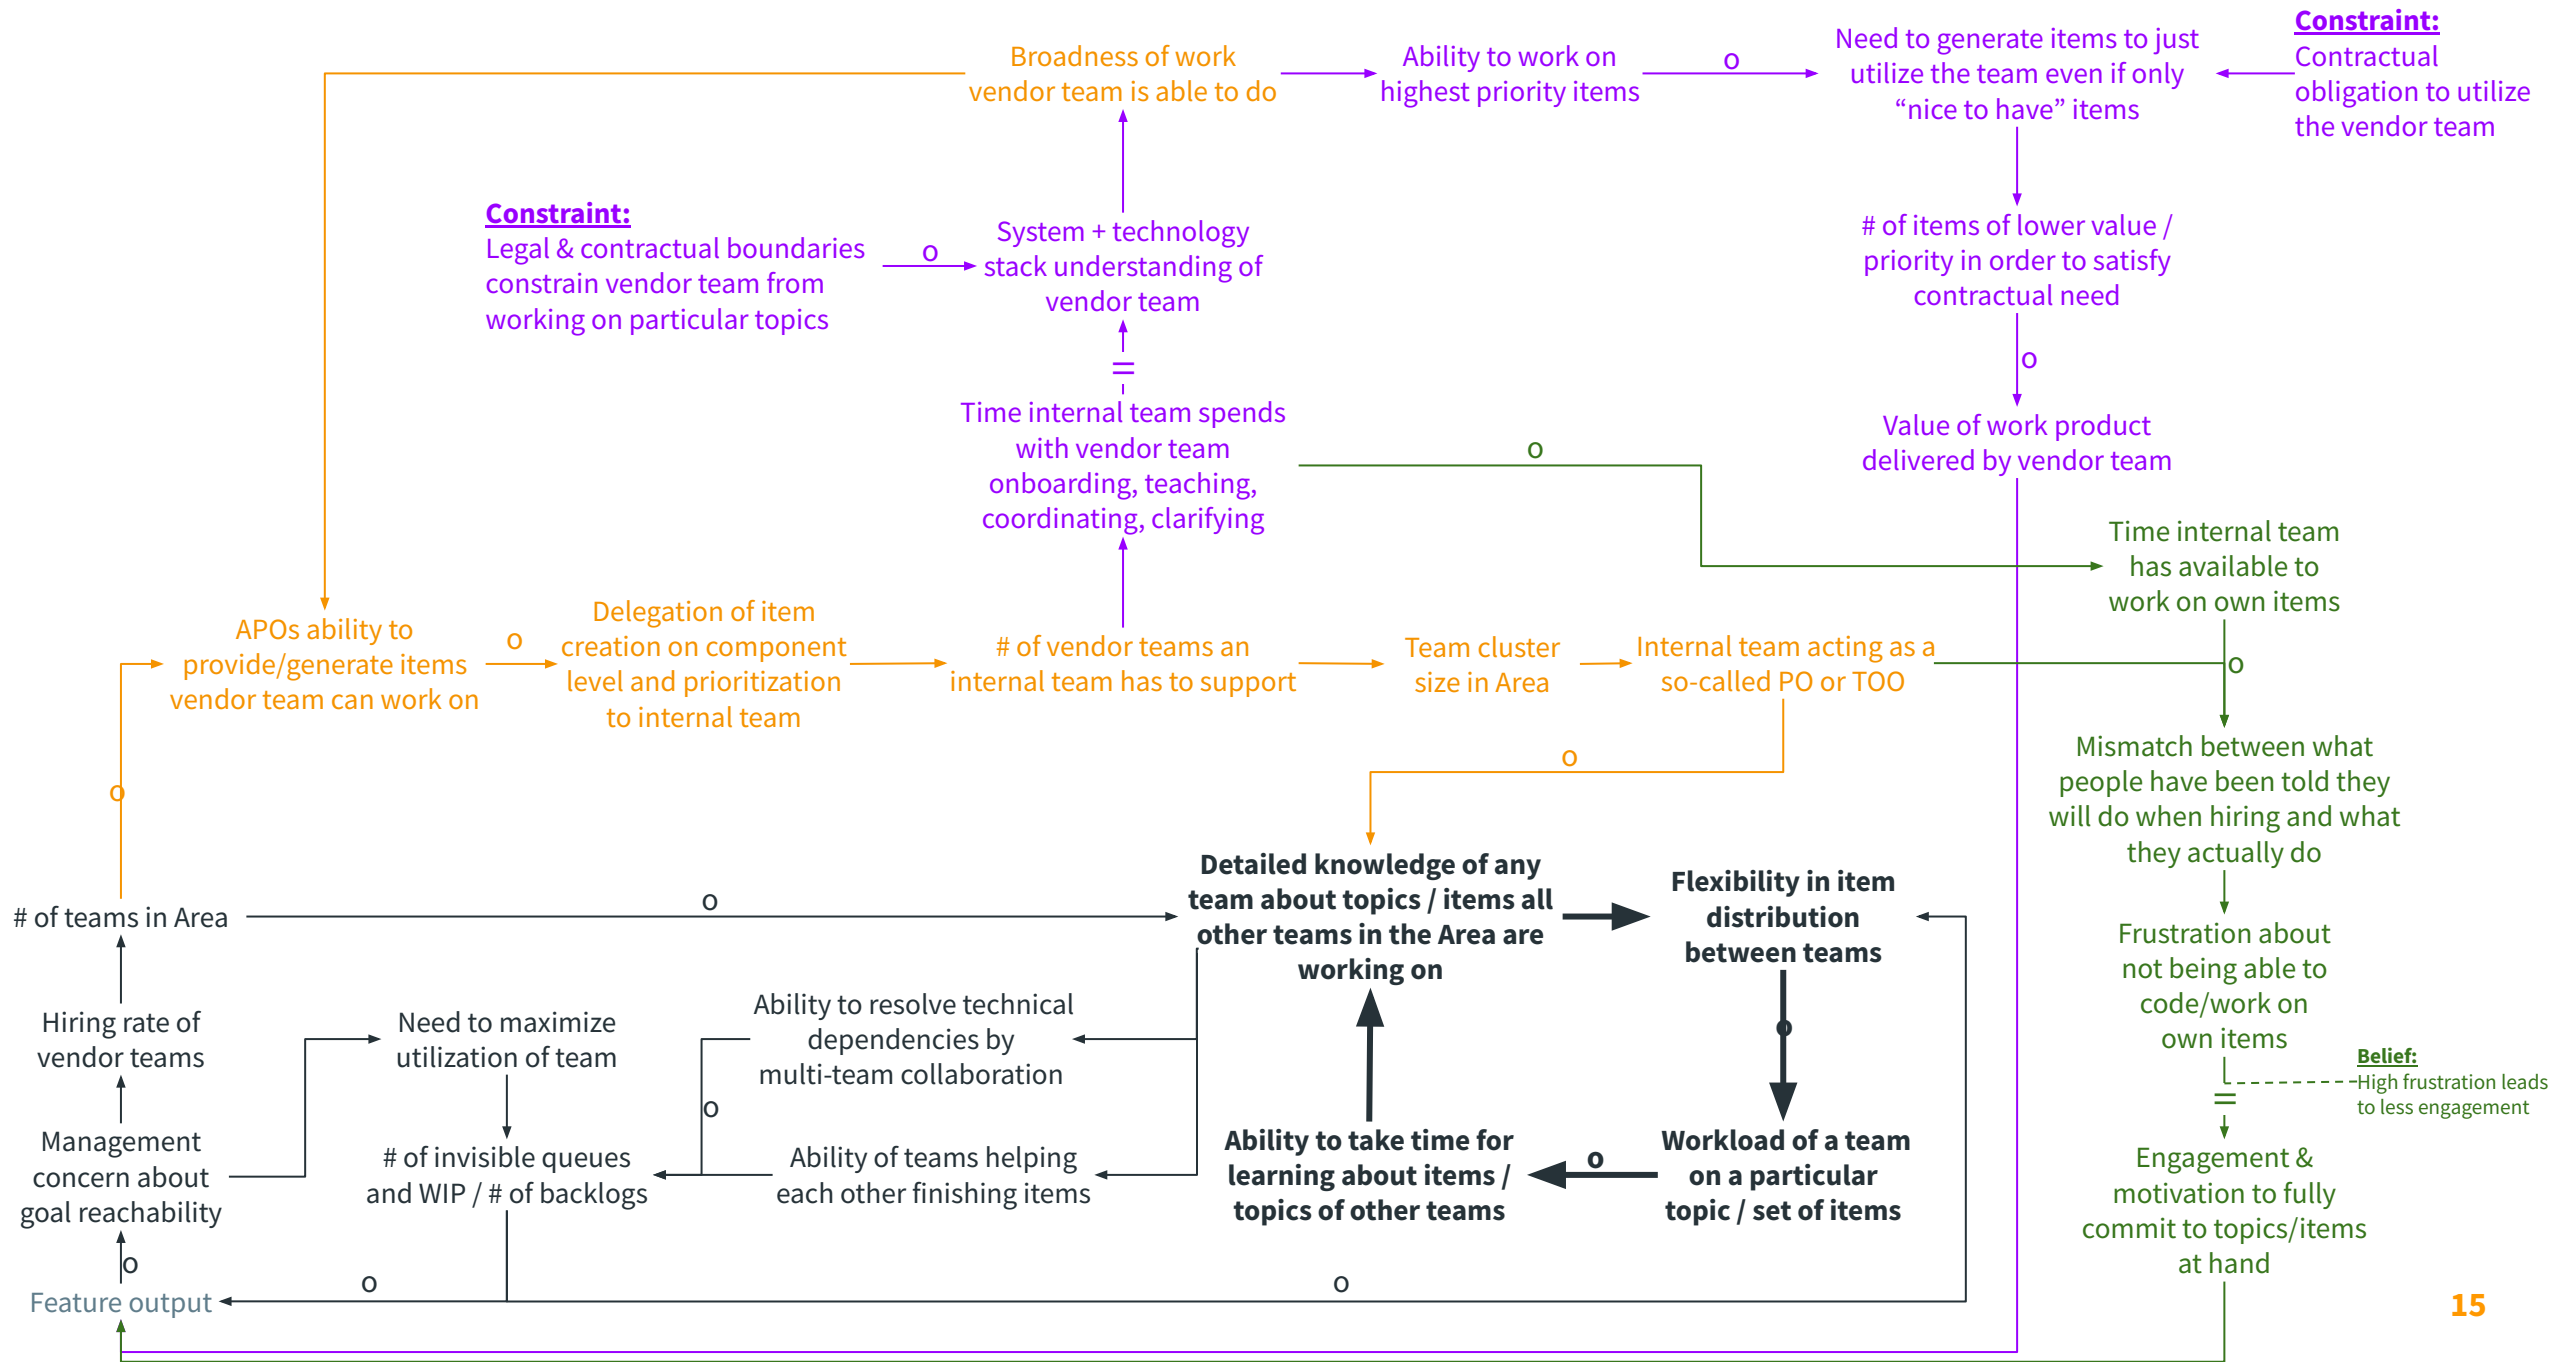 Broadness of work
vendor team is able to do
Ability to work on
highest priority items
o
Need to generate items to just
utilize the team even if only
“nice to have” items
Constraint:
Contractual
obligation to utilize
the vendor team
Constraint:
Legal & contractual boundaries
constrain vendor team from
working on particular topics
o
System + technology
stack understanding of
vendor team
# of items of lower value /
priority in order to satisfy
contractual need
o
=
Time internal team spends
with vendor team
onboarding, teaching,
coordinating, clarifying
o
Value of work product
delivered by vendor team
Time internal team
has available to
work on own items
o
APOs ability to
provide/generate items
vendor team can work on
o
Delegation of item
creation on component
level and prioritization
to internal team
# of vendor teams an
internal team has to support
Team cluster
size in Area
Internal team acting as a
so-called PO or TOO
o
o
Mismatch between what
people have been told they
will do when hiring and what
they actually do
# of teams in Area
o
Detailed knowledge of any
team about topics / items all
other teams in the Area are
working on
Flexibility in item
distribution
between teams
Frustration about
not being able to
code/work on
own items
Hiring rate of
vendor teams
Need to maximize
utilization of team
Ability to resolve technical
dependencies by
multi-team collaboration
o
o
Belief:
High frustration leads
to less engagement
=
Management
concern about
goal reachability
# of invisible queues
and WIP / # of backlogs
Ability of teams helping
each other finishing items
Ability to take time for
learning about items /
topics of other teams
o
Workload of a team
on a particular
topic / set of items
Engagement &
motivation to fully
commit to topics/items
at hand
o
Feature output
o
o
15